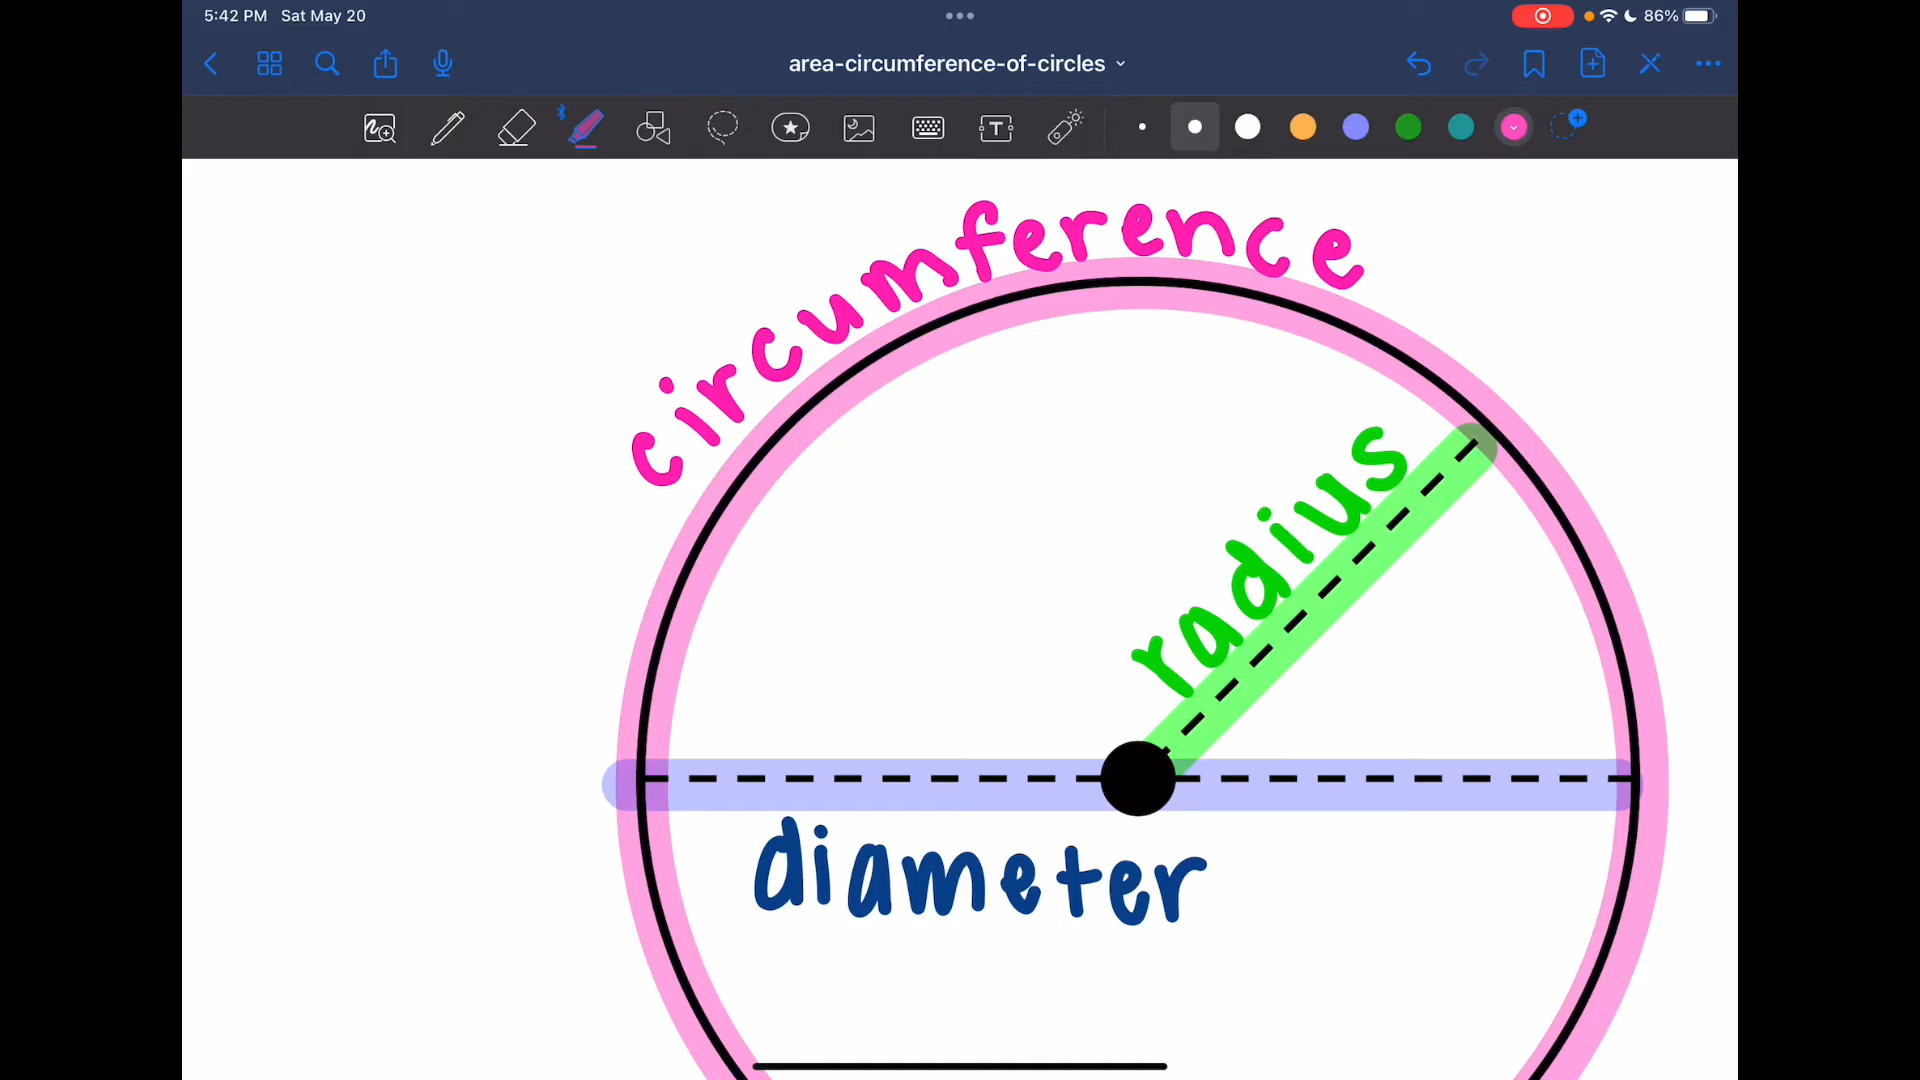 5:42 PM Sat May 20
86%
area-circumference-of-circles
T
circumference
radius
diameter